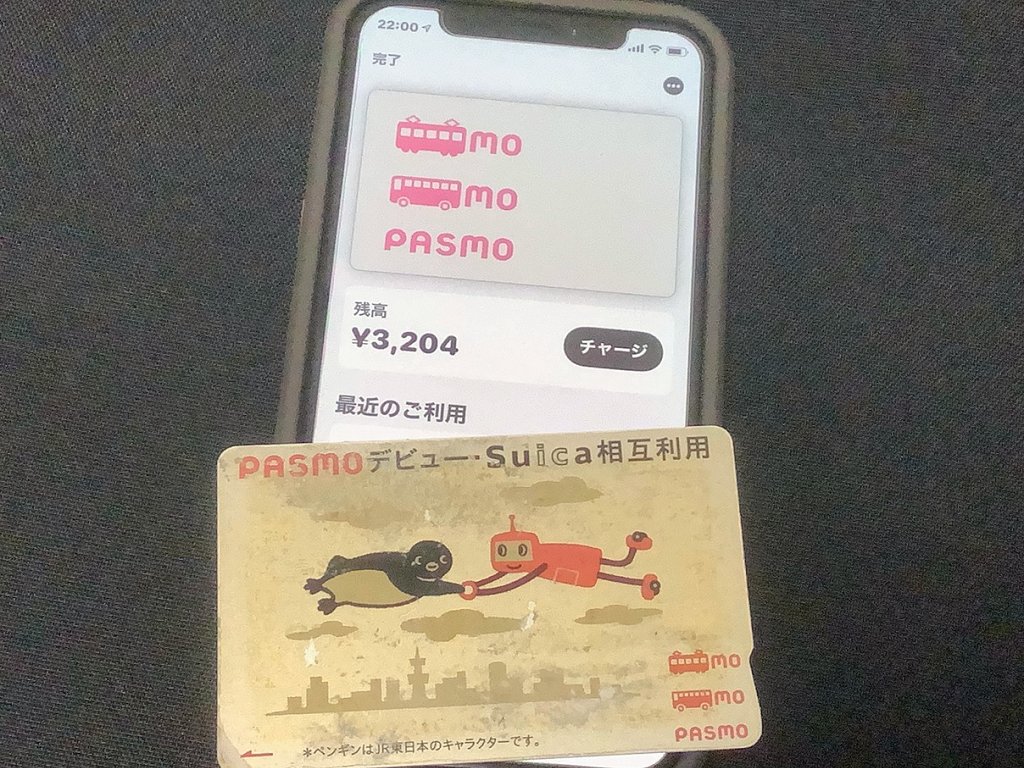 22:00
完了
mo
mo
PASMO
残高
¥3,204
チャージ
最近のご利用
PASMOデビュー・Suica相互利用
mo
mo
PASMO
*ペンギンはJR東日本のキャラクターです。